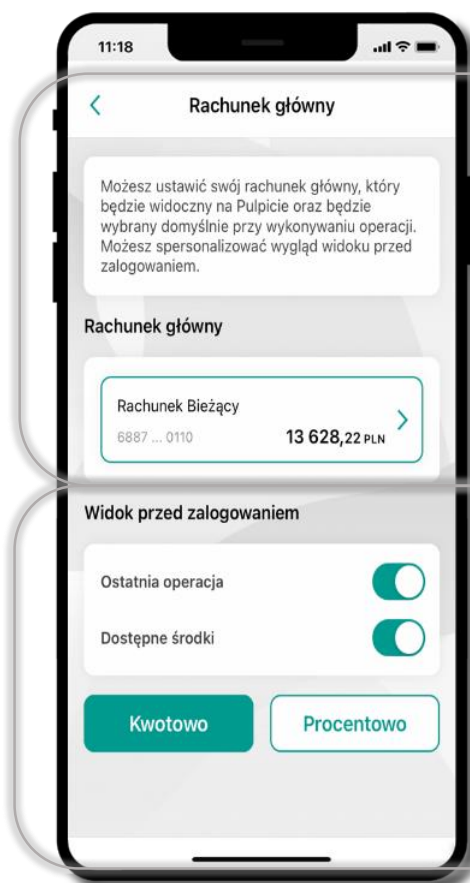 11:18
Rachunek główny
Możesz ustawić swój rachunek główny, który
będzie widoczny na Pulpicie oraz będzie
wybrany domyślnie przy wykonywaniu operacji.
Możesz spersonalizować wygląd widoku przed
zalogowaniem.
Rachunek główny
Rachunek Bieżący
6887 ... 0110 13 628,22 PLN
Widok przed zalogowaniem
Ostatnia operacja
Dostępne środki
Kwotowo Procentowo